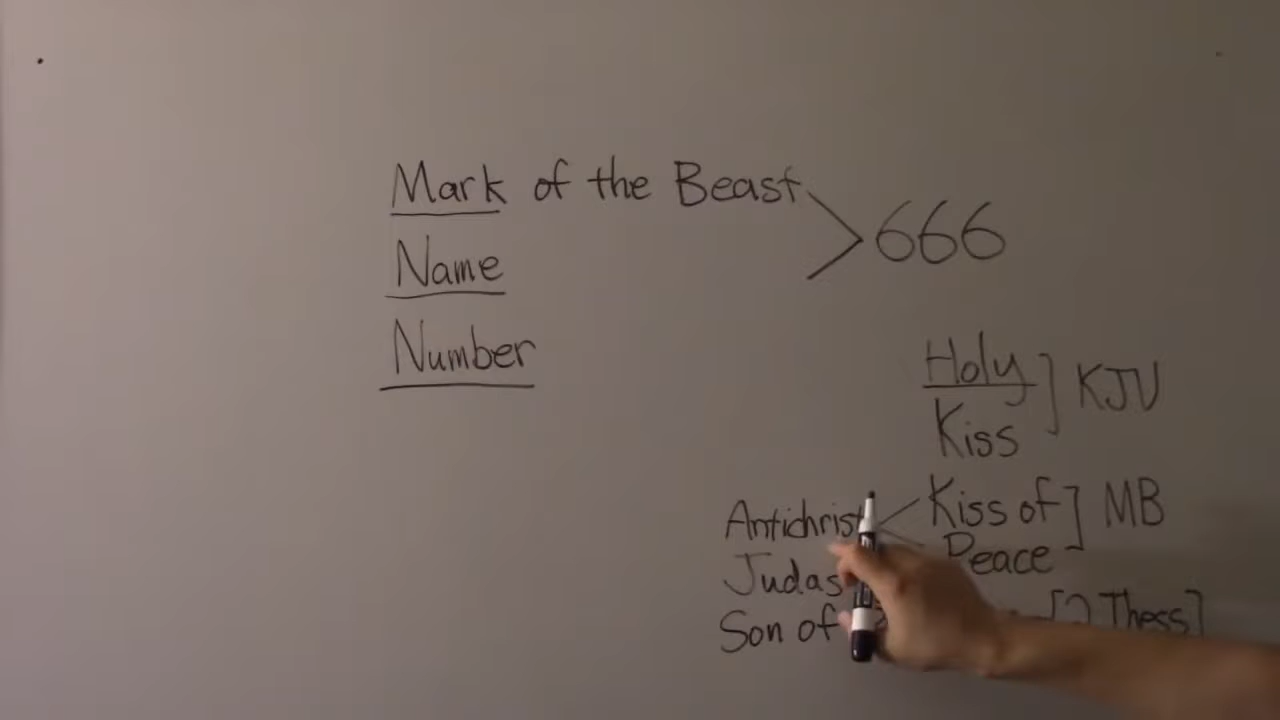 Mark of the Beast
Name
666
Number
Holy
Kiss
KJV
Kiss of
Peace
MB
Antichrist
Judas
Son of
[2 Thess]